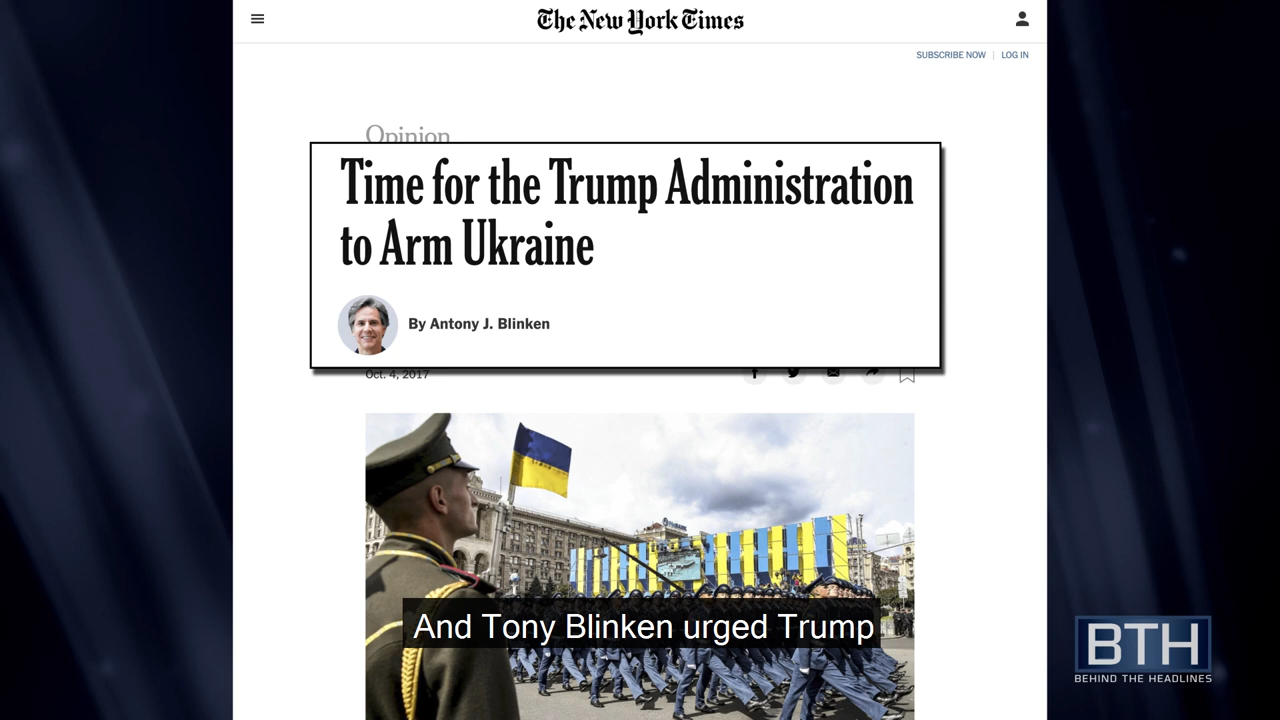 The New York Times
SUBSCRIBE NOW | LOG IN
Opinion
Time for the Trump Administration
to Arm Ukraine
By Antony J. Blinken
Oct. 4, 2017
And Tony Blinken urged Trump
BTH
BEHIND THE HEADLINES